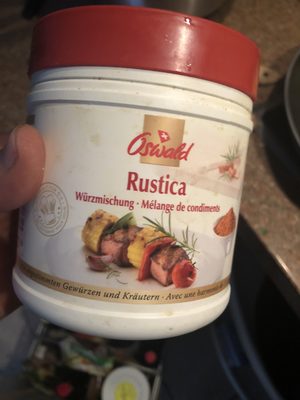 Oswald
Rustica
Würzmischung · Mélange de condiments
Gewürzen und Kräutern · Avec une